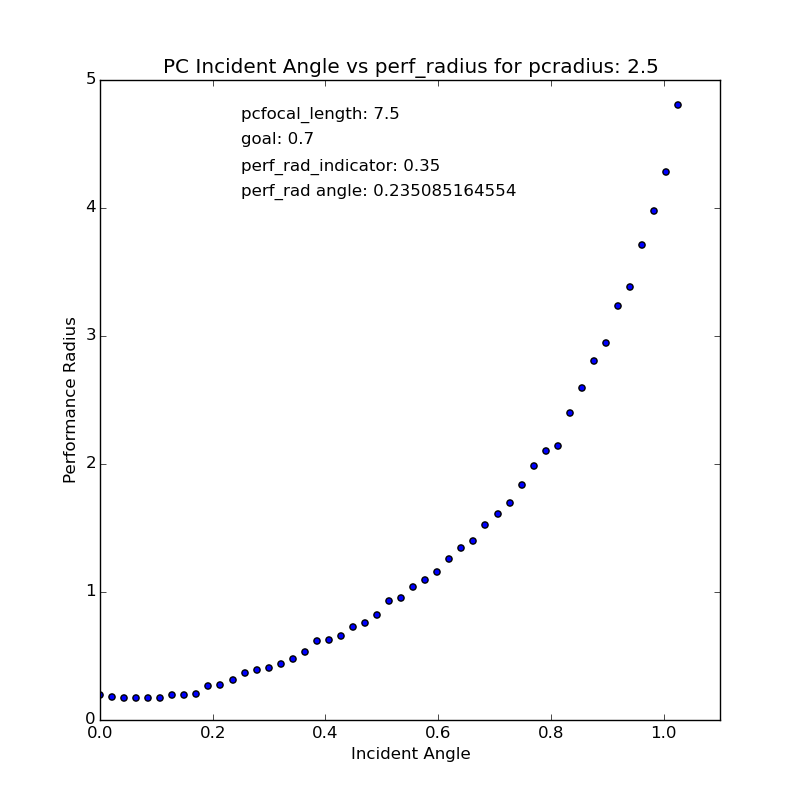 PC Incident Angle vs perf_radius for pcradius: 2.5
5
pcfocal_length: 7.5
goal: 0.7
perf_rad_indicator: 0.35
perf_rad angle: 0.235085164554
4
3
Performance Radius
2
1
0
0.0 0.2 0.4 0.6 0.8 1.0
Incident Angle